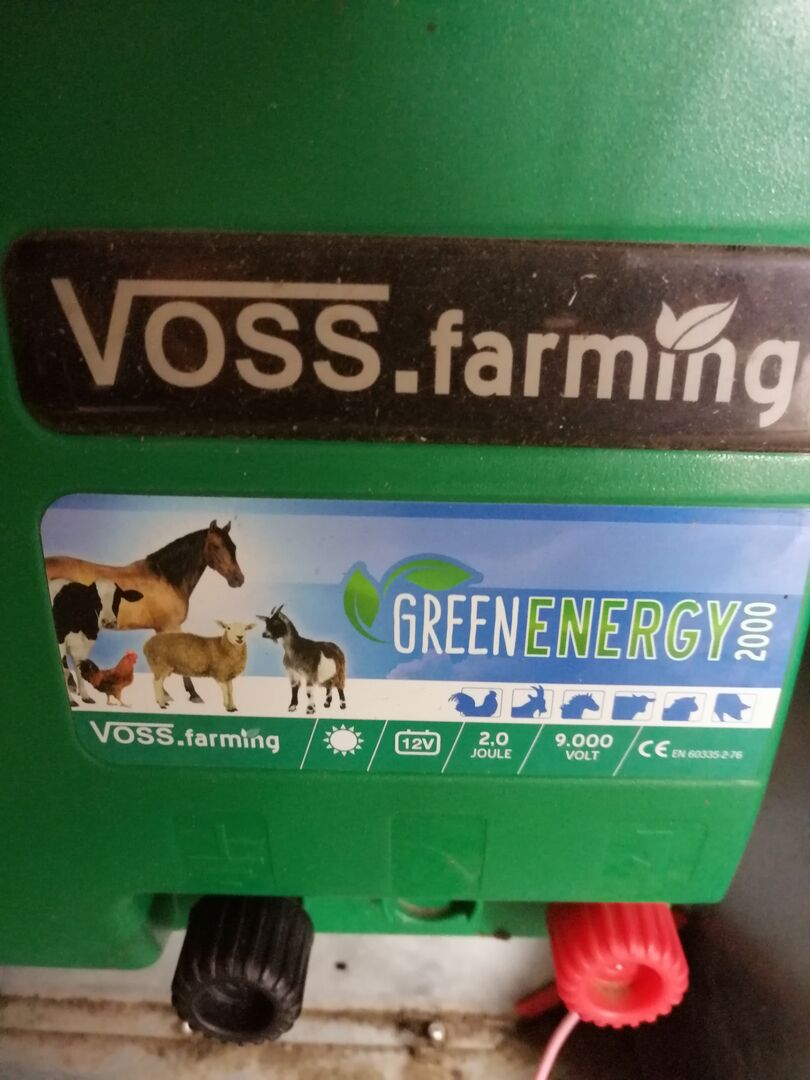 VOSS.farming
GREENENERGY 2000
VOSS.farming
12V
2,0 JOULE
9.000 VOLT
CE EN 60335-2-76